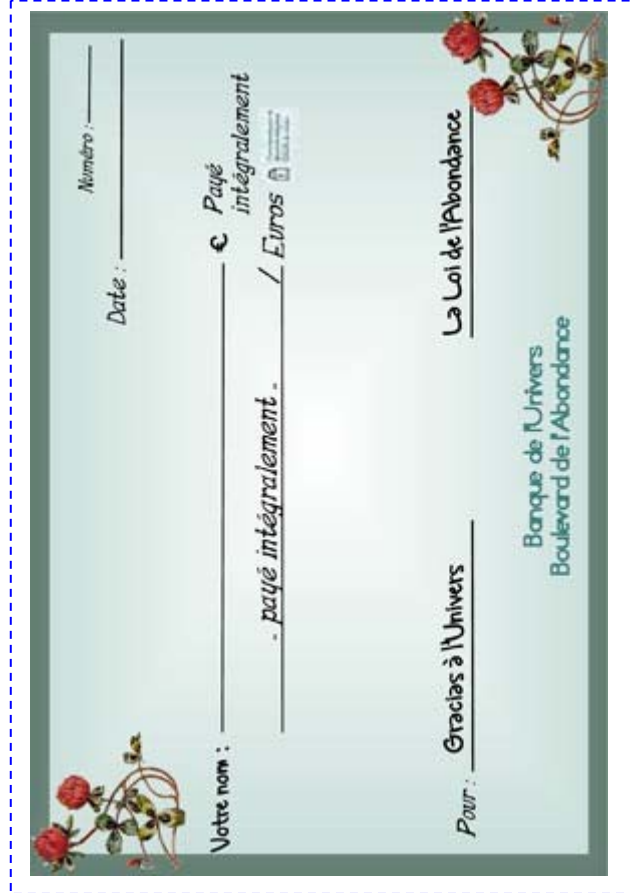 Numéro :
Date :
Votre nom : € Payé
intégralement
- payé intégralement - / Euros
Pour : Gracias à l'Univers La Loi de l'Abondance
Banque de l'Univers
Boulevard de l'Abondance